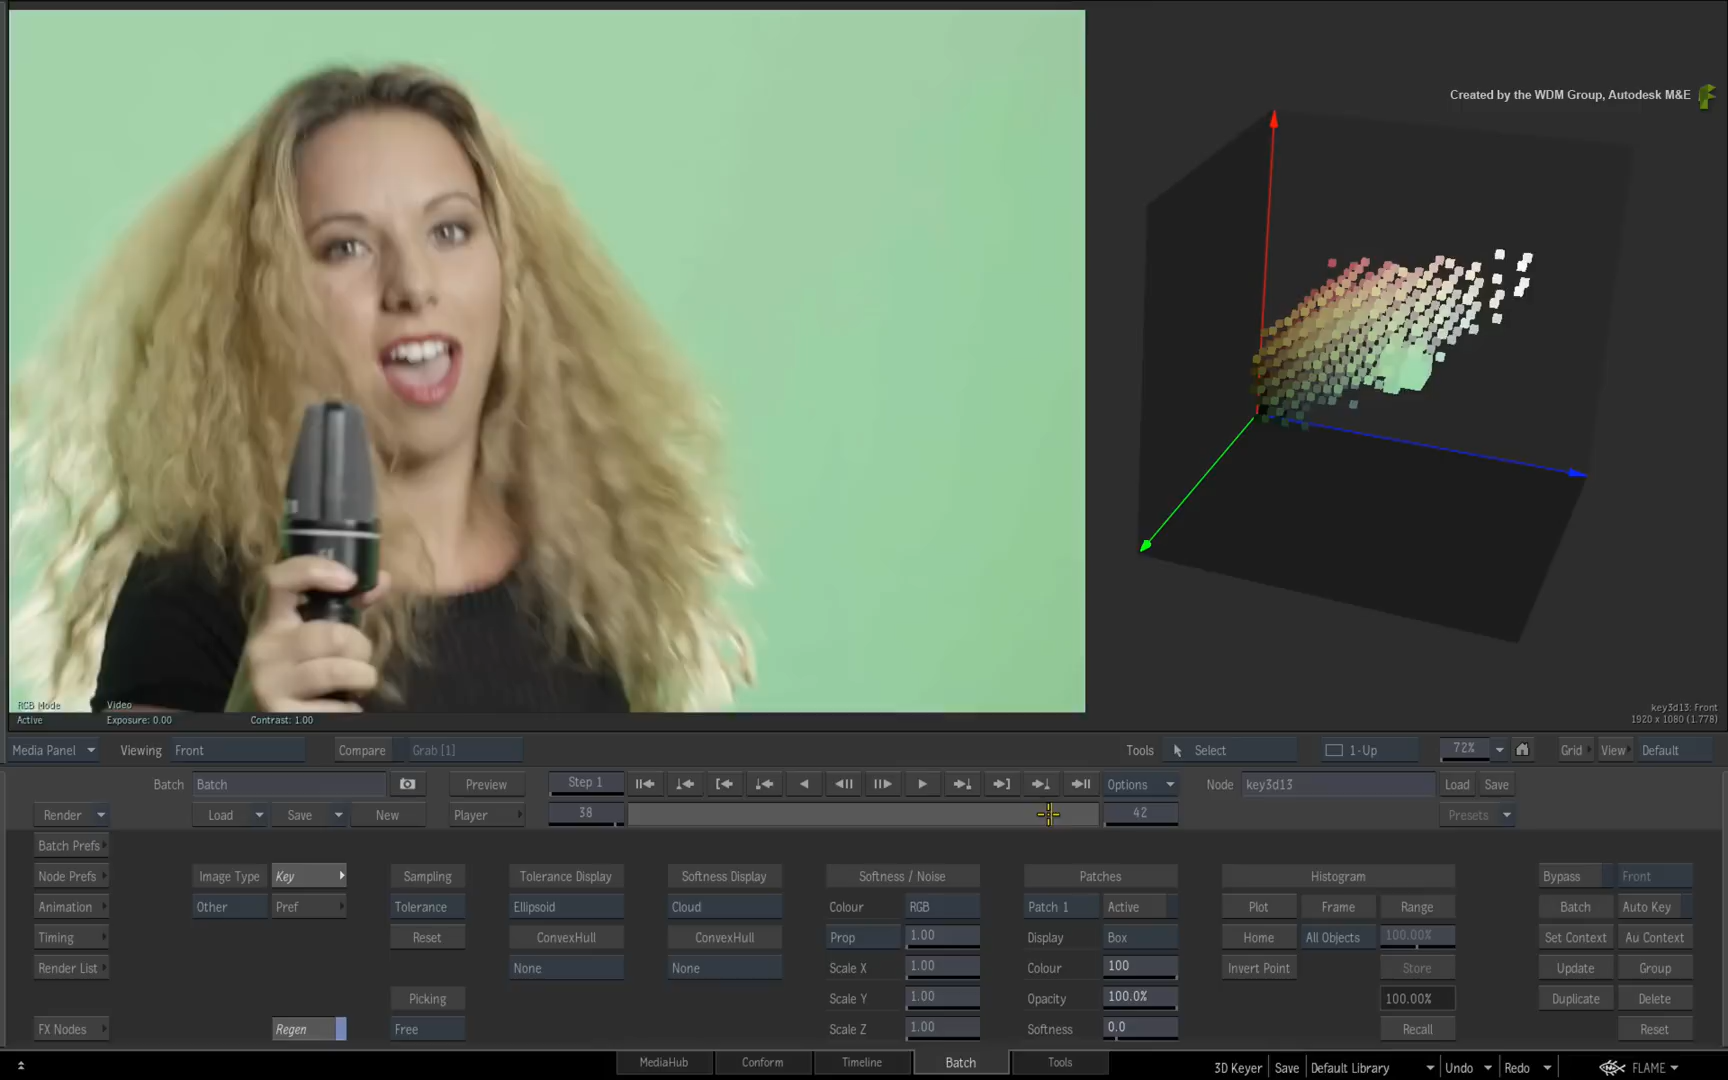 Created by the WDM Group, Autodesk M&E
RGB Mode Video
Active Exposure: 0.00 Contrast: 1.00
key3d13: Front
1920 x 1080 (1.778)
Media Panel Viewing Front Compare Grab [1] Tools Select 1-Up 72% Grid View Default
Batch Batch Preview Step 1 Options Node key3d13 Load Save
Render Load Save New Player 38 42 Presets
Batch Prefs
Node Prefs Image Type Key Sampling Tolerance Display Softness Display Softness / Noise Patches Histogram Bypass Front
Animation Other Pref Tolerance Ellipsoid Cloud Colour RGB Patch 1 Active Plot Frame Range Batch Auto Key
Timing Reset ConvexHull ConvexHull Prop 1.00 Display Box Home All Objects 100.00% Set Context Au Context
Render List None None Scale X 1.00 Colour 100 Invert Point Store Update Group
Picking Scale Y 1.00 Opacity 100.0% 100.00% Duplicate Delete
FX Nodes Regen Free Scale Z 1.00 Softness 0.0 Recall Reset
MediaHub Conform Timeline Batch Tools 3D Keyer Save Default Library Undo Redo FLAME